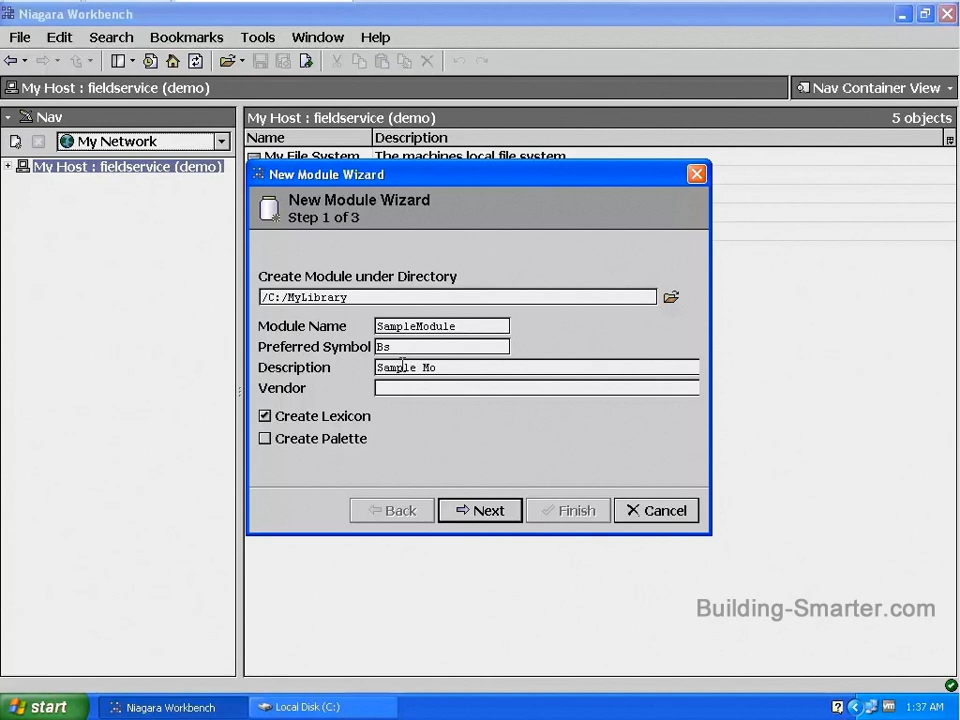 Niagara Workbench
File Edit Search Bookmarks Tools Window Help
My Host : fieldservice (demo)
Nav Container View
Nav
My Network
My Host : fieldservice (demo)
My Host : fieldservice (demo) 5 objects
Name Description
My File System The machines local file system
New Module Wizard
New Module Wizard
Step 1 of 3
Create Module under Directory
/C:/MyLibrary
Module Name SampleModule
Preferred Symbol Bs
Description Sample Mo
Vendor
Create Lexicon
Create Palette
Back Next Finish Cancel
Building-Smarter.com
start Niagara Workbench Local Disk (C:) 1:37 AM